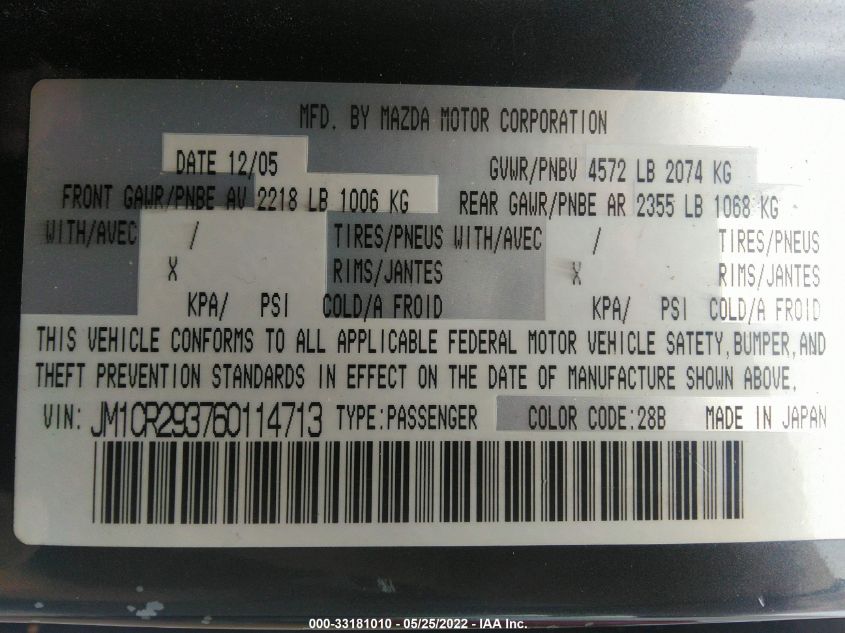 MFD. BY MAZDA MOTOR CORPORATION
DATE 12/05 GVWR/PNBV 4572 LB 2074 KG
FRONT GAWR/PNBE AV 2218 LB 1006 KG REAR GAWR/PNBE AR 2355 LB 1068 KG
WITH/AVEC / TIRES/PNEUS WITH/AVEC / TIRES/PNEUS
X RIMS/JANTES X RIMS/JANTES
KPA/ PSI COLD/A FROID KPA/ PSI COLD/A FROID
THIS VEHICLE CONFORMS TO ALL APPLICABLE FEDERAL MOTOR VEHICLE SAFETY,BUMPER,AND
THEFT PREVENTION STANDARDS IN EFFECT ON THE DATE OF MANUFACTURE SHOWN ABOVE.
VIN: JM1CR293760114713 TYPE:PASSENGER COLOR CODE:28B MADE IN JAPAN
000-33181010 - 05/25/2022 - IAA Inc.